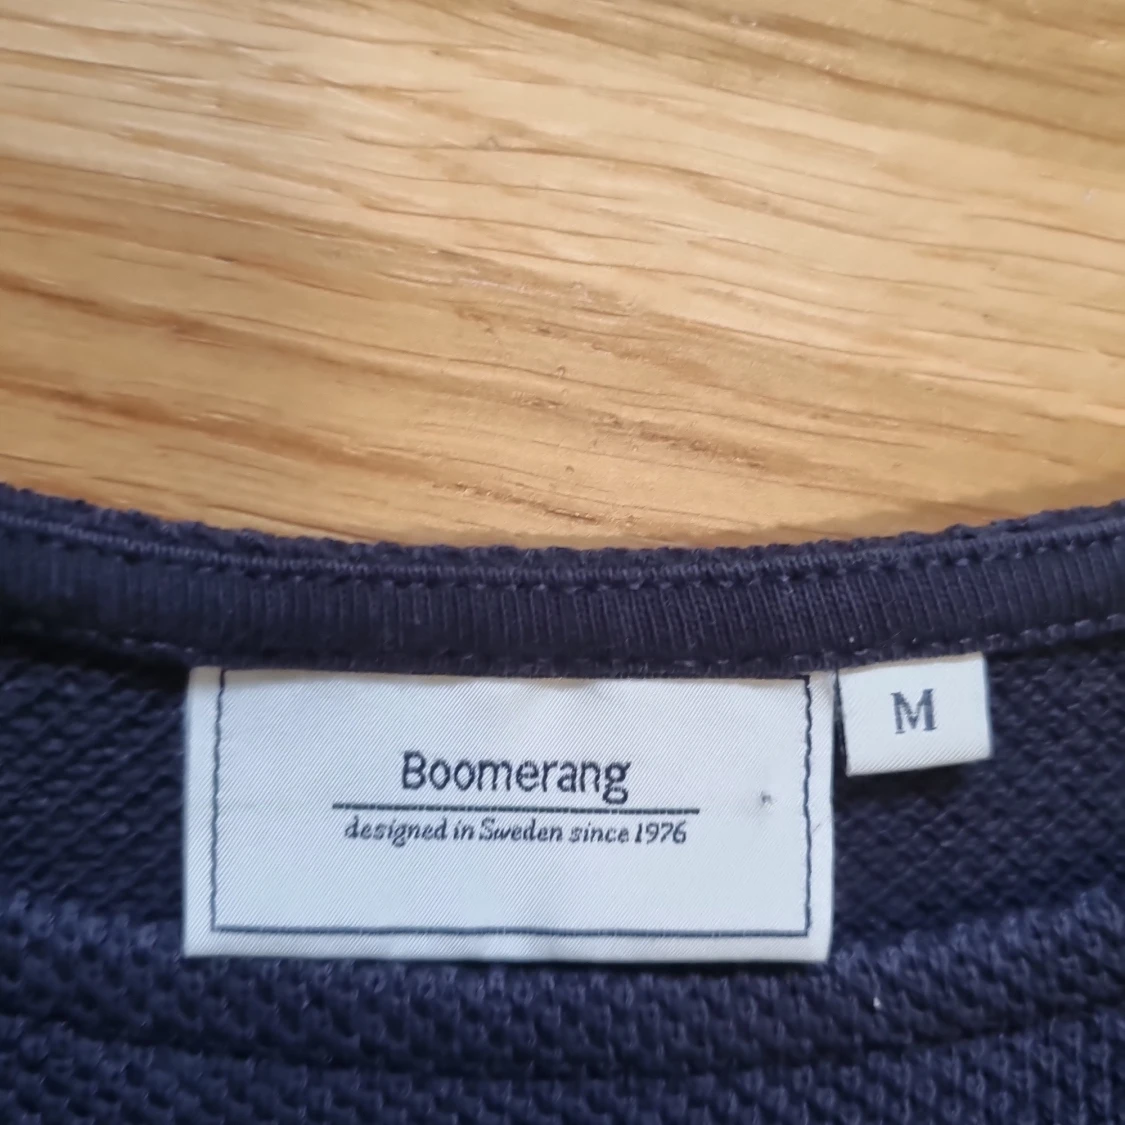 Boomerang
designed in Sweden since 1976
M